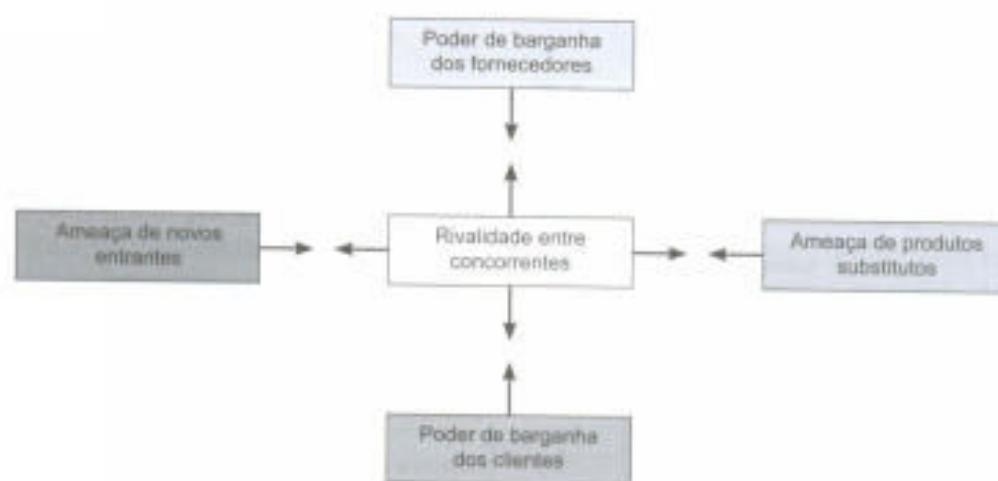 Poder de barganha
dos fornecedores
Ameaça de novos
entrantes
Rivalidade entre
concorrentes
Ameaça de produtos
substitutos
Poder de barganha
dos clientes